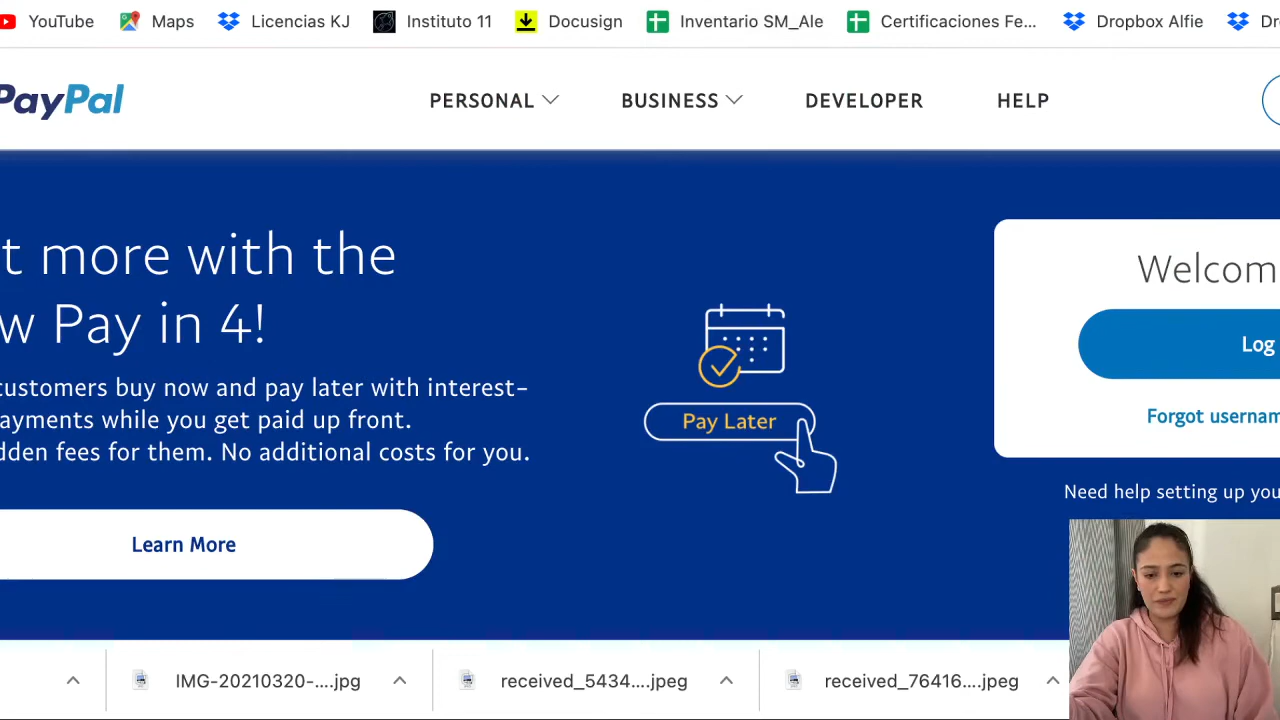 YouTube Maps Licencias KJ Instituto 11 Docusign Inventario SM_Ale Certificaciones Fe... Dropbox Alfie
PayPal PERSONAL BUSINESS DEVELOPER HELP
t more with the
w Pay in 4!
customers buy now and pay later with interest-
ayments while you get paid up front.
dden fees for them. No additional costs for you.
Learn More
Pay Later
Welcom
Log
Forgot usernam
Need help setting up you
IMG-20210320-....jpg received_5434....jpeg received_76416....jpeg